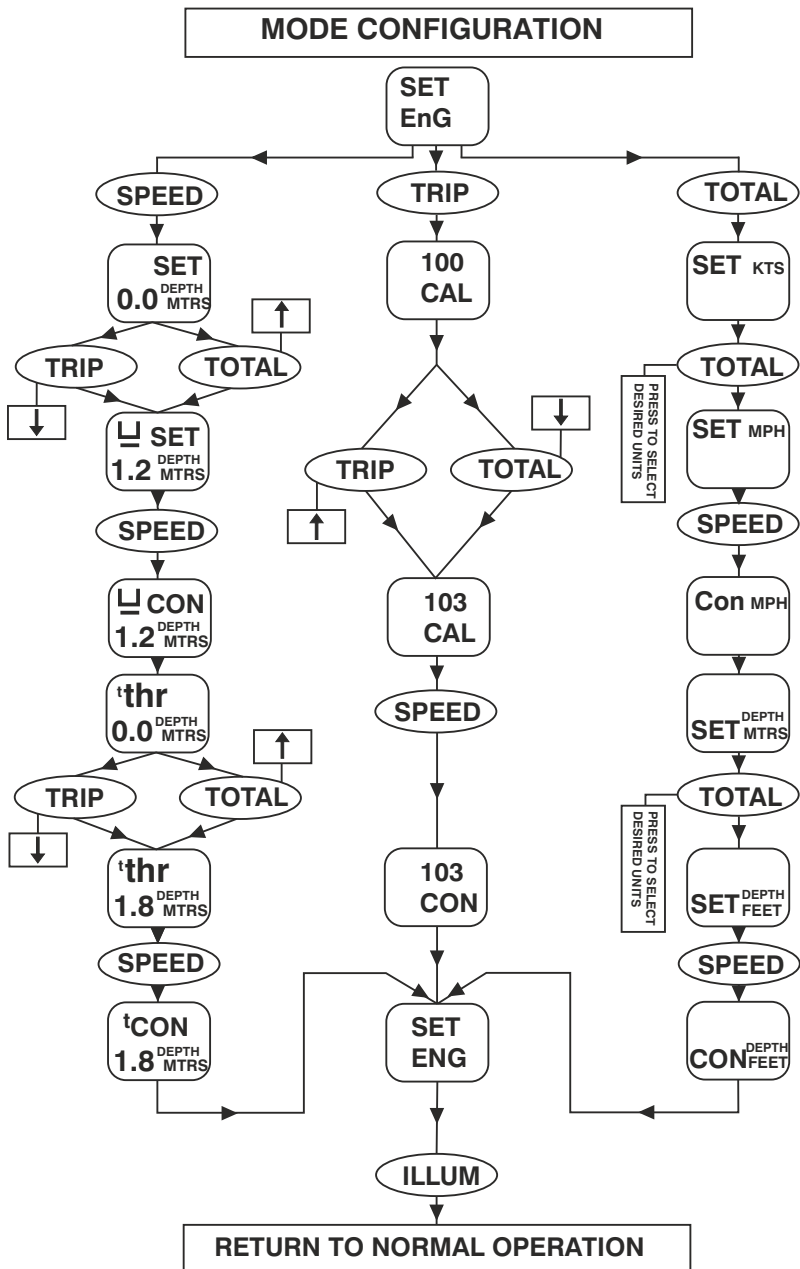 MODE CONFIGURATION
SET
EnG
SPEED
TRIP
TOTAL
SET
0.0 DEPTH
MTRS
100
CAL
SET KTS
↑
TRIP
TOTAL
↓
TOTAL
PRESS TO SELECT
DESIRED UNITS
SET
1.2 DEPTH
MTRS
SET MPH
↓
TRIP
TOTAL
↑
SPEED
SPEED
CON
1.2 DEPTH
MTRS
103
CAL
Con MPH
tthr
0.0 DEPTH
MTRS
SPEED
SET DEPTH
MTRS
↑
TRIP
TOTAL
↓
TOTAL
PRESS TO SELECT
DESIRED UNITS
tthr
1.8 DEPTH
MTRS
103
CON
SET DEPTH
FEET
SPEED
SPEED
tCON
1.8 DEPTH
MTRS
SET
ENG
CON DEPTH
FEET
ILLUM
RETURN TO NORMAL OPERATION